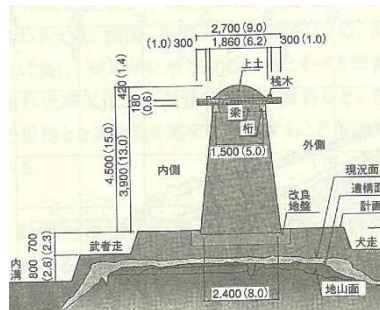 2,700 (9.0)
(1.0) 300
1,860 (6.2)
300 (1.0)
上土
桟木
420 (1.4)
180 (0.6)
梁
桁
4,500 (15.0)
3,900 (13.0)
1,500 (5.0)
内側
外側
現況面
遺構面
計画
改良
地盤
武者走
犬走
700 (2.3)
800 (2.6)
内溝
2.400 (8.0)
地山面